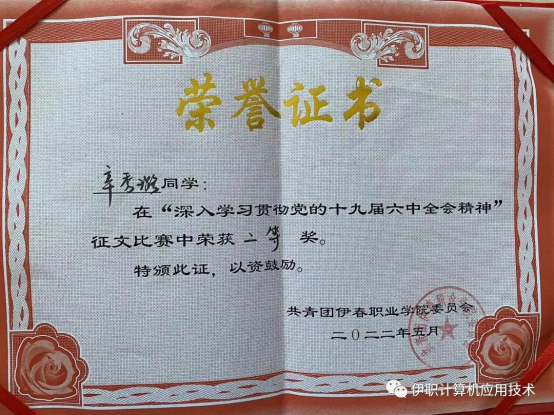 荣誉证书
辛秀璐同学:
在“深入学习贯彻党的十九届六中全会精神”
征文比赛中荣获二等奖。
特颁此证,以资鼓励。
共青团伊春职业学院委员会
二〇二二年五月
伊职计算机应用技术